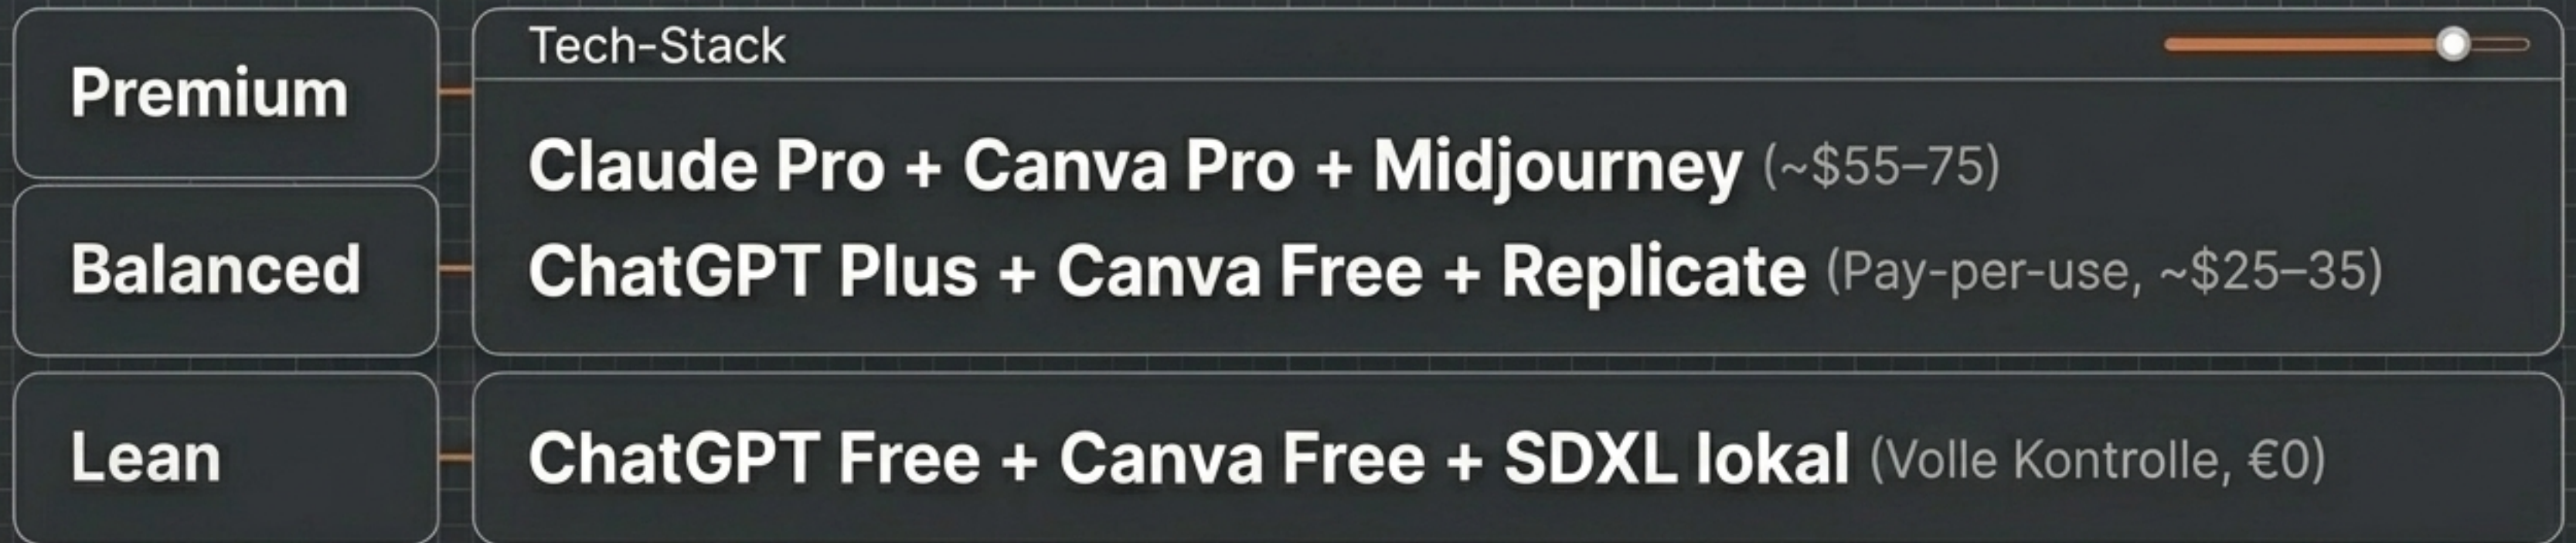 Tech-Stack
Premium
Claude Pro + Canva Pro + Midjourney (~$55–75)
Balanced
ChatGPT Plus + Canva Free + Replicate (Pay-per-use, ~$25–35)
Lean
ChatGPT Free + Canva Free + SDXL lokal (Volle Kontrolle, €0)